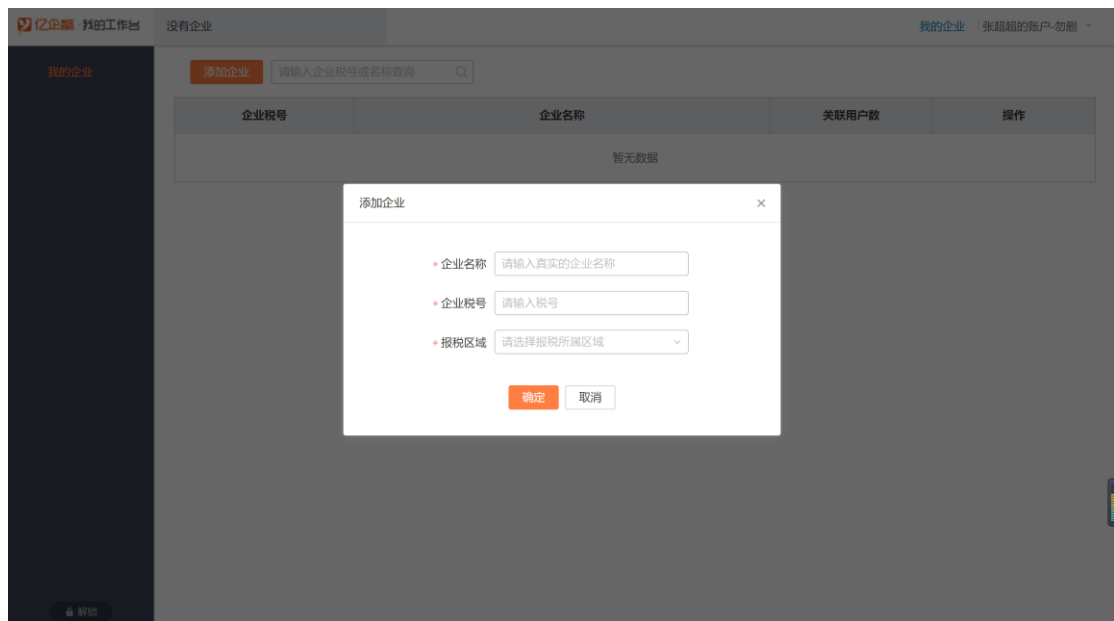 亿企赢·我的工作台 没有企业 我的企业 张超超的账户-勿删
我的企业 添加企业 请输入企业税号或名称查询
企业税号 企业名称 关联用户数 操作
暂无数据
添加企业 ×
* 企业名称 请输入真实的企业名称
* 企业税号 请输入税号
* 报税区域 请选择报税所属区域
确定 取消
解锁